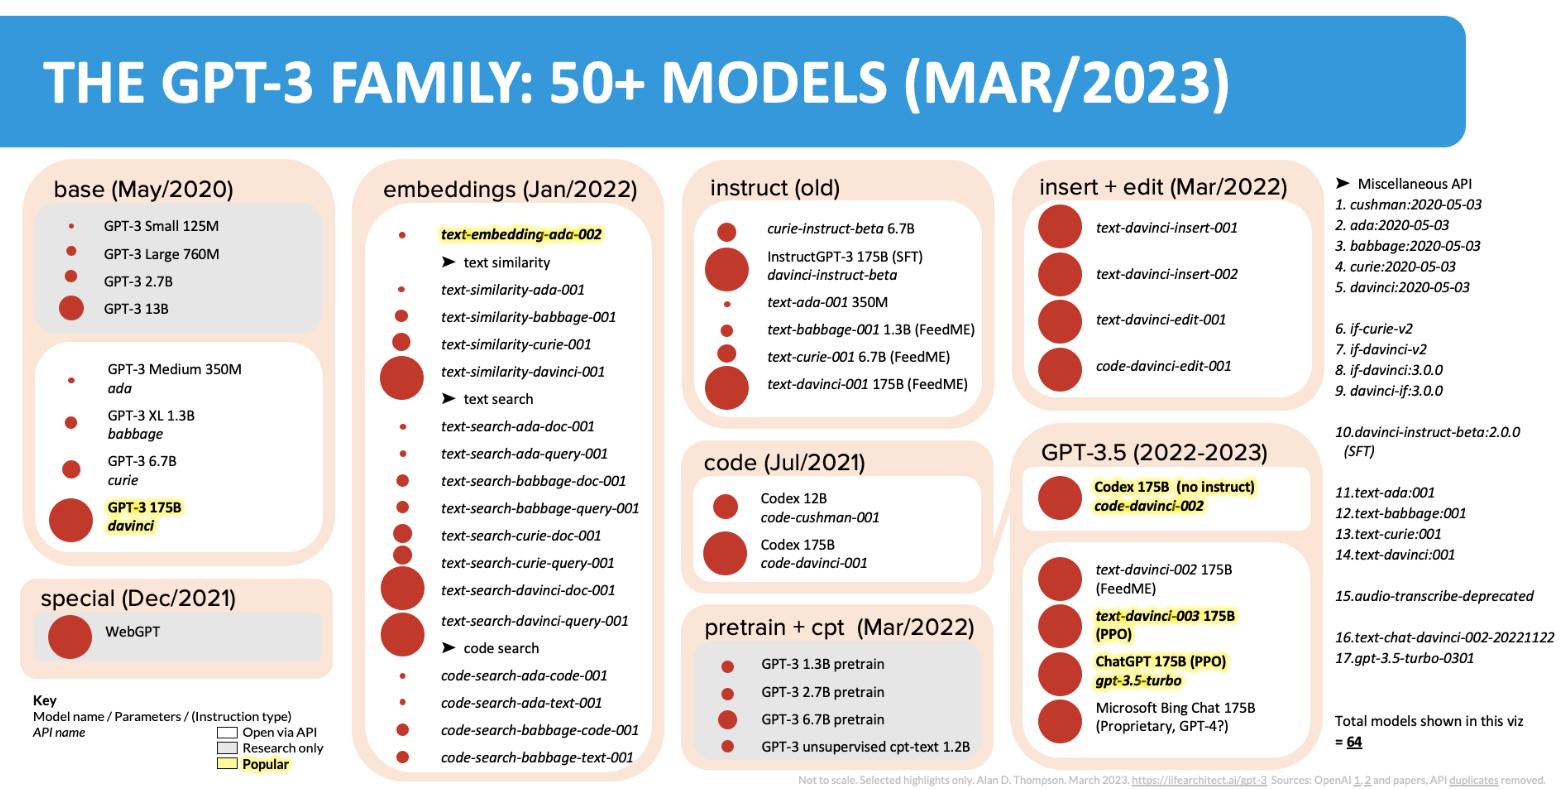 THE GPT-3 FAMILY: 50+ MODELS (MAR/2023)
base (May/2020)
GPT-3 Small 125M
GPT-3 Large 760M
GPT-3 2.7B
GPT-3 13B
GPT-3 Medium 350M
ada
GPT-3 XL 1.3B
babbage
GPT-3 6.7B
curie
GPT-3 175B
davinci
special (Dec/2021)
WebGPT
Key
Model name / Parameters / (Instruction type)
API name
Open via API
Research only
Popular
embeddings (Jan/2022)
text-embedding-ada-002
➤ text similarity
text-similarity-ada-001
text-similarity-babbage-001
text-similarity-curie-001
text-similarity-davinci-001
➤ text search
text-search-ada-doc-001
text-search-ada-query-001
text-search-babbage-doc-001
text-search-babbage-query-001
text-search-curie-doc-001
text-search-curie-query-001
text-search-davinci-doc-001
text-search-davinci-query-001
➤ code search
code-search-ada-code-001
code-search-ada-text-001
code-search-babbage-code-001
code-search-babbage-text-001
instruct (old)
curie-instruct-beta 6.7B
InstructGPT-3 175B (SFT)
davinci-instruct-beta
text-ada-001 350M
text-babbage-001 1.3B (FeedME)
text-curie-001 6.7B (FeedME)
text-davinci-001 175B (FeedME)
code (Jul/2021)
Codex 12B
code-cushman-001
Codex 175B
code-davinci-001
pretrain + cpt (Mar/2022)
GPT-3 1.3B pretrain
GPT-3 2.7B pretrain
GPT-3 6.7B pretrain
GPT-3 unsupervised cpt-text 1.2B
insert + edit (Mar/2022)
text-davinci-insert-001
text-davinci-insert-002
text-davinci-edit-001
code-davinci-edit-001
GPT-3.5 (2022-2023)
Codex 175B (no instruct)
code-davinci-002
text-davinci-002 175B
(FeedME)
text-davinci-003 175B
(PPO)
ChatGPT 175B (PPO)
gpt-3.5-turbo
Microsoft Bing Chat 175B
(Proprietary, GPT-4?)
➤ Miscellaneous API
1. cushman:2020-05-03
2. ada:2020-05-03
3. babbage:2020-05-03
4. curie:2020-05-03
5. davinci:2020-05-03
6. if-curie-v2
7. if-davinci-v2
8. if-davinci:3.0.0
9. davinci-if:3.0.0
10.davinci-instruct-beta:2.0.0
(SFT)
11.text-ada:001
12.text-babbage:001
13.text-curie:001
14.text-davinci:001
15.audio-transcribe-deprecated
16.text-chat-davinci-002-20221122
17.gpt-3.5-turbo-0301
Total models shown in this viz
= 64
Not to scale. Selected highlights only. Alan D. Thompson. March 2023. https://lifearchitect.ai/gpt-3 Sources: OpenAI 1, 2 and papers, API duplicates removed.